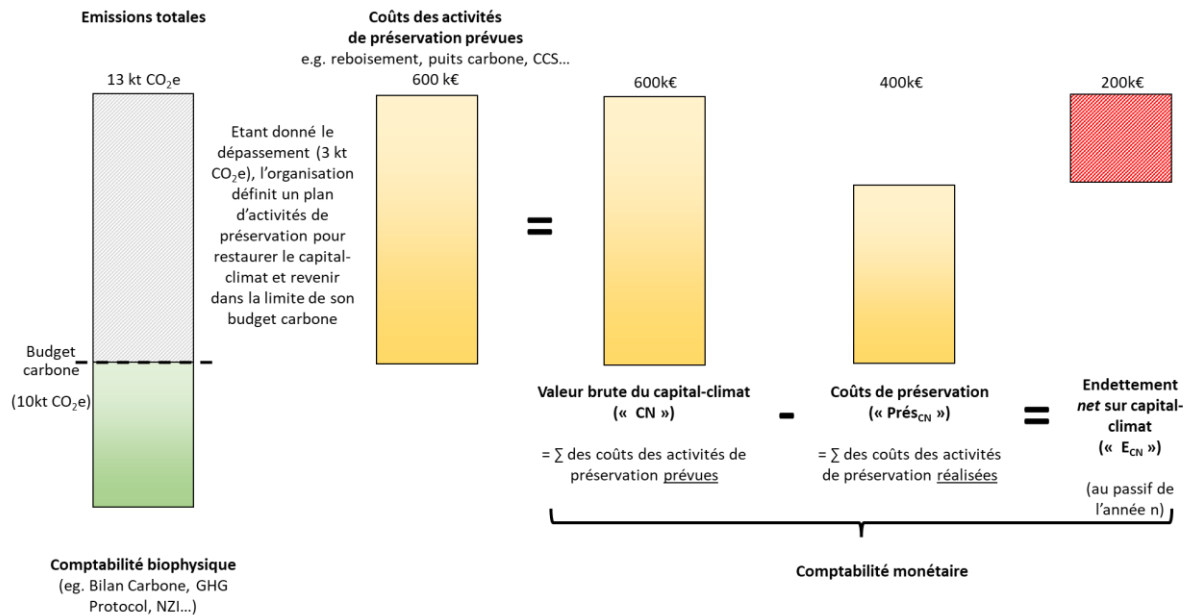 Emissions totales
13 kt CO₂e
Budget
carbone
(10kt CO₂e)
Comptabilité biophysique
(eg. Bilan Carbone, GHG
Protocol, NZI...)
Etant donné le
dépassement (3 kt
CO₂e), l’organisation
définit un plan
d’activités de
préservation pour
restaurer le capital-
climat et revenir
dans la limite de son
budget carbone
Coûts des activités
de préservation prévues
e.g. reboisement, puits carbone, CCS...
600 k€
=
600k€
Valeur brute du capital-climat
(« CN »)
= ∑ des coûts des activités de
préservation prévues
-
400k€
Coûts de préservation
(« Prés_CN »)
= ∑ des coûts des activités
de préservation réalisées
=
200k€
Endettement
net sur capital-
climat
(« E_CN »)
(au passif de
l’année n)
Comptabilité monétaire